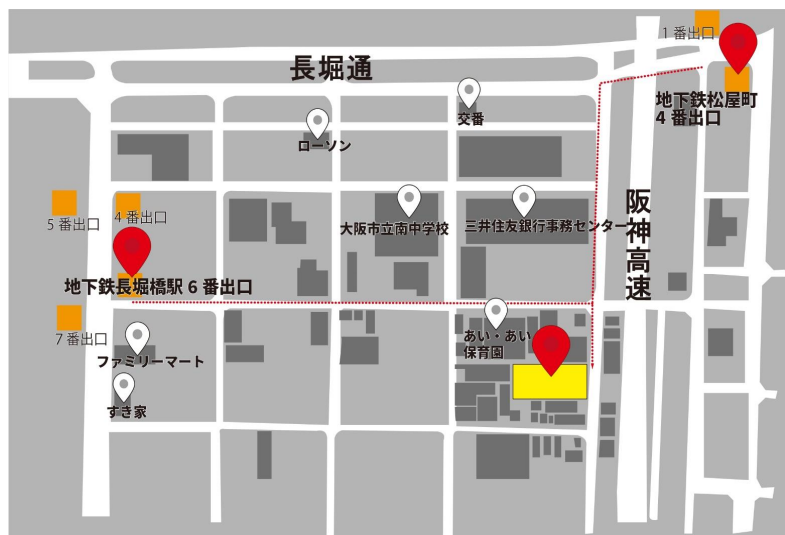 1番出口
長堀通
地下鉄松屋町
4番出口
交番
ローソン
阪神高速
5番出口
4番出口
大阪市立南中学校
三井住友銀行事務センター
地下鉄長堀橋駅6番出口
7番出口
あい・あい
保育園
ファミリーマート
すき家